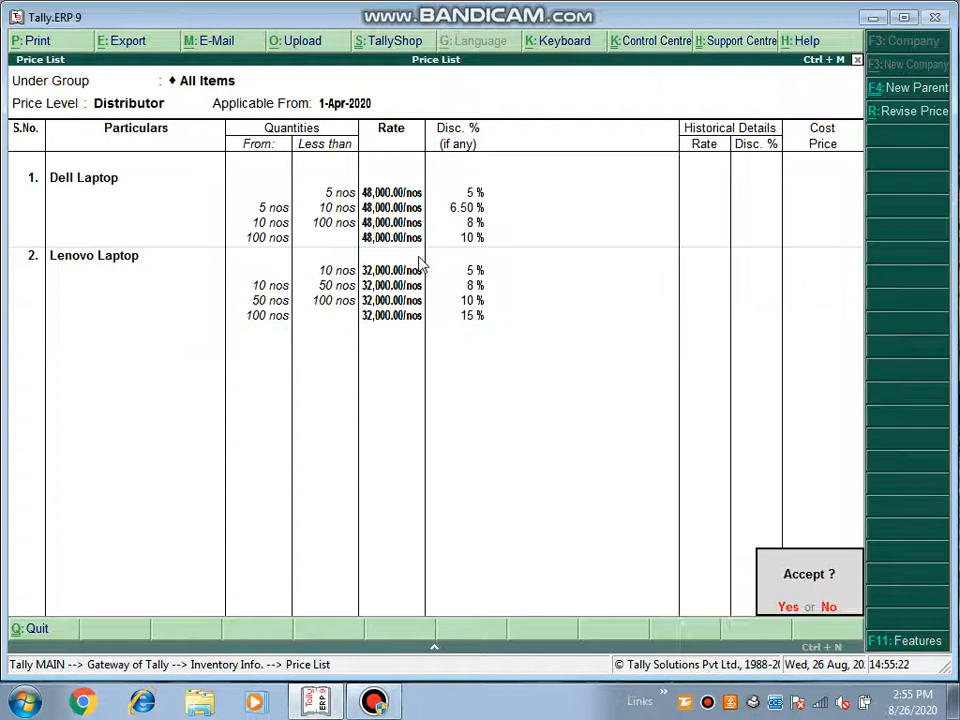 Tally.ERP 9
www.BANDICAM.com
P: Print E: Export M: E-Mail O: Upload S: TallyShop G: Language K: Keyboard K: Control Centre H: Support Centre H: Help
F3: Company
F3: New Company
F4: New Parent
R: Revise Price
Price List Price List Ctrl + M
Under Group : ♦ All Items
Price Level : Distributor Applicable From: 1-Apr-2020
S.No. Particulars Quantities Rate Disc. % Historical Details Cost
From: Less than (if any) Rate Disc. % Price
1. Dell Laptop
5 nos 48,000.00/nos 5 %
5 nos 10 nos 48,000.00/nos 6.50 %
10 nos 100 nos 48,000.00/nos 8 %
100 nos 48,000.00/nos 10 %
2. Lenovo Laptop
10 nos 32,000.00/nos 5 %
10 nos 50 nos 32,000.00/nos 8 %
50 nos 100 nos 32,000.00/nos 10 %
100 nos 32,000.00/nos 15 %
Accept ?
Yes or No
Q: Quit
F11: Features
Ctrl + N
Tally MAIN --> Gateway of Tally --> Inventory Info. --> Price List © Tally Solutions Pvt Ltd., 1988-20 Wed, 26 Aug, 20 14:55:22
Tally ERP 9
Links »
2:55 PM
8/26/2020